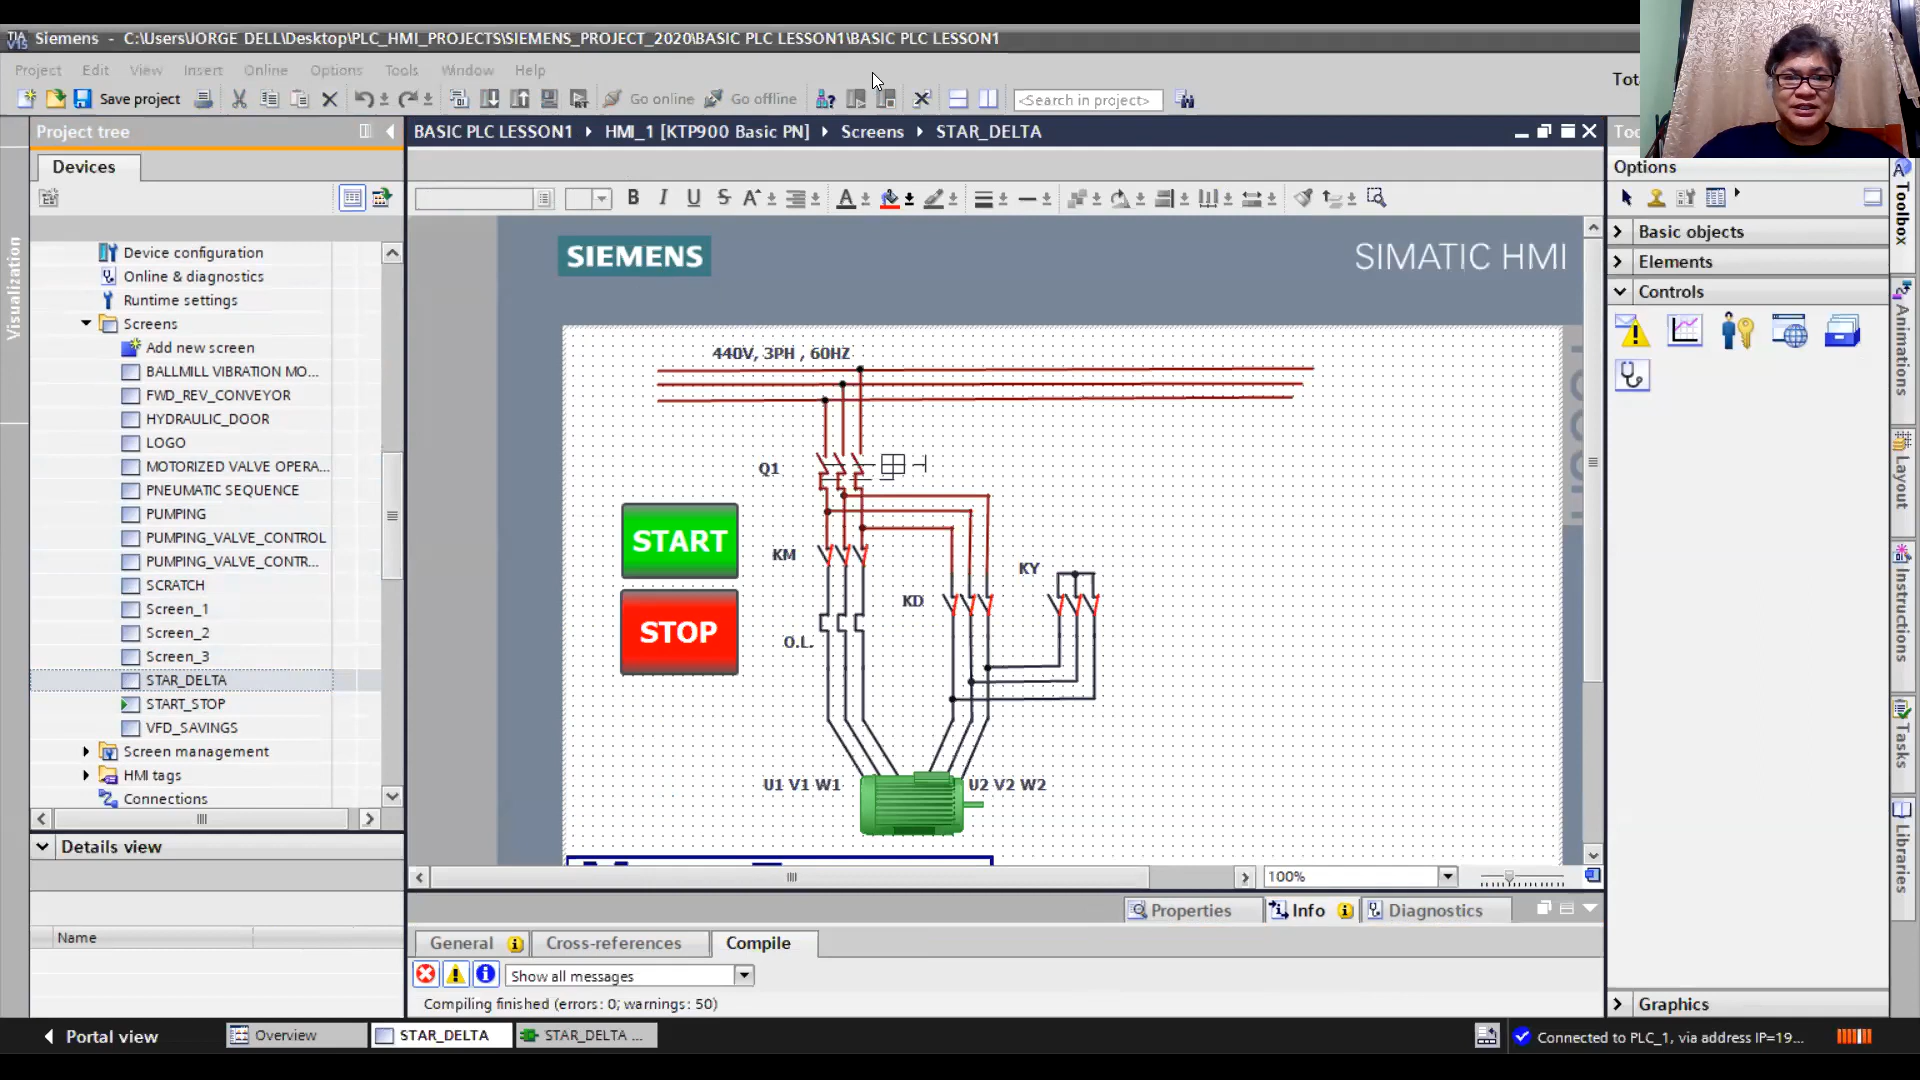 Siemens - C:\Users\JORGE DELL\Desktop\PLC_HMI_PROJECTS\SIEMENS_PROJECT_2020\BASIC PLC LESSON1\BASIC PLC LESSON1
Project Edit View Insert Online Options Tools Window Help
Save project Go online Go offline <Search in project>
Project tree
BASIC PLC LESSON1 HMI_1 [KTP900 Basic PN] Screens STAR_DELTA
Devices
Options
B I U S A A
Device configuration
Online & diagnostics
Runtime settings
Screens
Add new screen
BALLMILL VIBRATION MO...
FWD_REV_CONVEYOR
HYDRAULIC_DOOR
LOGO
MOTORIZED VALVE OPERA...
PNEUMATIC SEQUENCE
PUMPING
PUMPING_VALVE_CONTROL
PUMPING_VALVE_CONTR...
SCRATCH
Screen_1
Screen_2
Screen_3
STAR_DELTA
START_STOP
VFD_SAVINGS
Screen management
HMI tags
Connections
Details view
Name
Visualization
SIEMENS
SIMATIC HMI
440V, 3PH , 60HZ
Q1
START
KM
KY
KD
STOP
O.L.
U1 V1 W1
U2 V2 W2
100%
Properties Info Diagnostics
General Cross-references Compile
Show all messages
Compiling finished (errors: 0; warnings: 50)
Basic objects
Elements
Controls
Graphics
Toolbox
Animations
Layout
Instructions
Tasks
Libraries
Portal view Overview STAR_DELTA STAR_DELTA ...
Connected to PLC_1, via address IP=19...